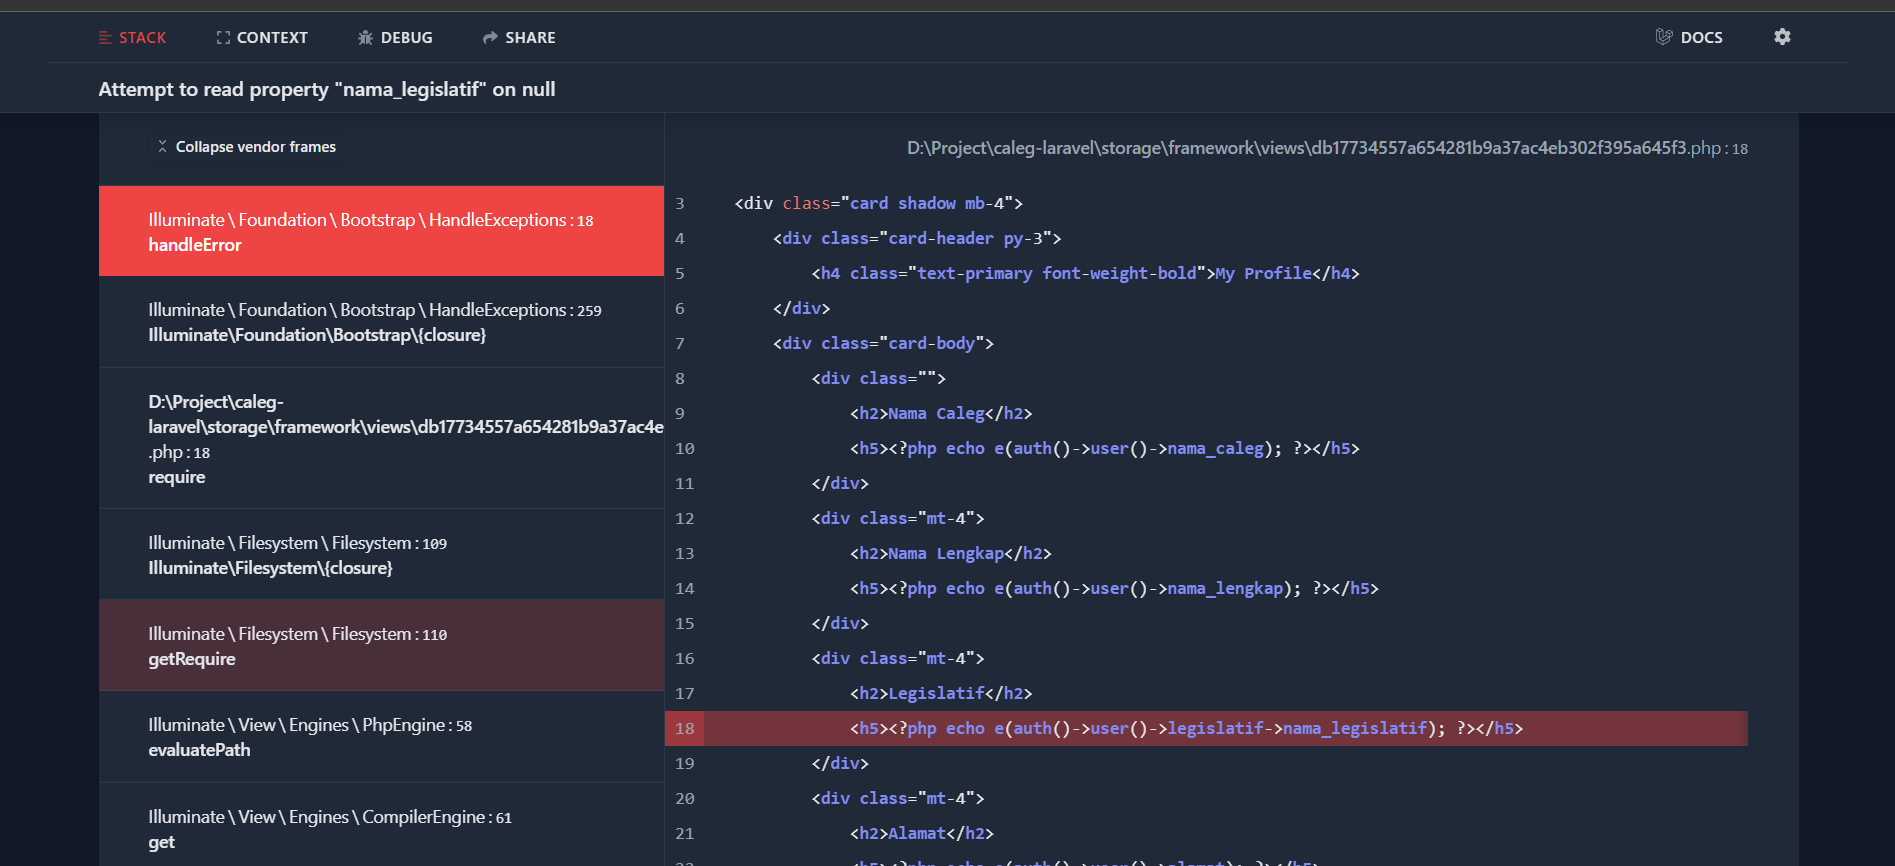 STACK CONTEXT DEBUG SHARE DOCS
Attempt to read property "nama_legislatif" on null
Collapse vendor frames
Illuminate\Foundation\Bootstrap\HandleExceptions:18
handleError
Illuminate\Foundation\Bootstrap\HandleExceptions:259
Illuminate\Foundation\Bootstrap\{closure}
D:\Project\caleg-
laravel\storage\framework\views\db17734557a654281b9a37ac4e
.php:18
require
Illuminate\Filesystem\Filesystem:109
Illuminate\Filesystem\{closure}
Illuminate\Filesystem\Filesystem:110
getRequire
Illuminate\View\Engines\PhpEngine:58
evaluatePath
Illuminate\View\Engines\CompilerEngine:61
get
D:\Project\caleg-laravel\storage\framework\views\db17734557a654281b9a37ac4eb302f395a645f3.php:18
3 <div class="card shadow mb-4">
4 <div class="card-header py-3">
5 <h4 class="text-primary font-weight-bold">My Profile</h4>
6 </div>
7 <div class="card-body">
8 <div class="">
9 <h2>Nama Caleg</h2>
10 <h5><?php echo e(auth()->user()->nama_caleg); ?></h5>
11 </div>
12 <div class="mt-4">
13 <h2>Nama Lengkap</h2>
14 <h5><?php echo e(auth()->user()->nama_lengkap); ?></h5>
15 </div>
16 <div class="mt-4">
17 <h2>Legislatif</h2>
18 <h5><?php echo e(auth()->user()->legislatif->nama_legislatif); ?></h5>
19 </div>
20 <div class="mt-4">
21 <h2>Alamat</h2>
22 <h5><?php echo e(auth()->user()->alamat); ?></h5>